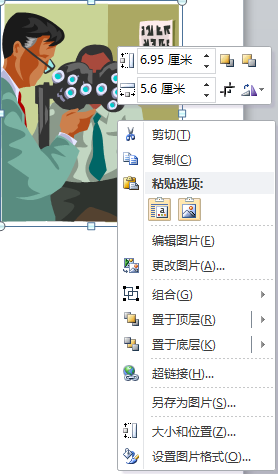 6.95 厘米
5.6 厘米
剪切(T)
复制(C)
粘贴选项:
编辑图片(E)
更改图片(A)...
组合(G)
置于顶层(R)
置于底层(K)
超链接(H)...
另存为图片(S)...
大小和位置(Z)...
设置图片格式(O)...